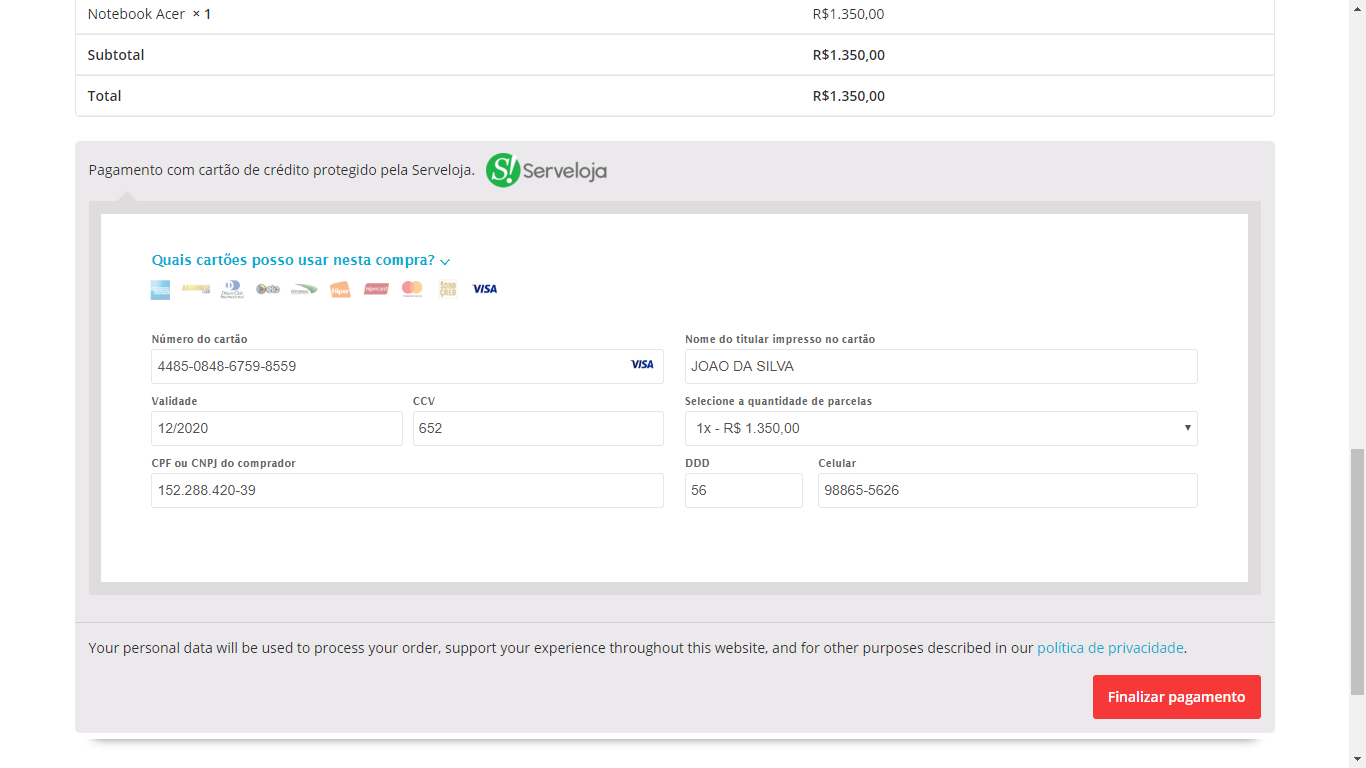 Notebook Acer × 1 R$1.350,00
Subtotal R$1.350,00
Total R$1.350,00
Pagamento com cartão de crédito protegido pela Serveloja. S! Serveloja
Quais cartões posso usar nesta compra?
VISA
Número do cartão Nome do titular impresso no cartão
4485-0848-6759-8559 VISA JOAO DA SILVA
Validade CCV Selecione a quantidade de parcelas
12/2020 652 1x - R$ 1.350,00
CPF ou CNPJ do comprador DDD Celular
152.288.420-39 56 98865-5626
Your personal data will be used to process your order, support your experience throughout this website, and for other purposes described in our política de privacidade.
Finalizar pagamento